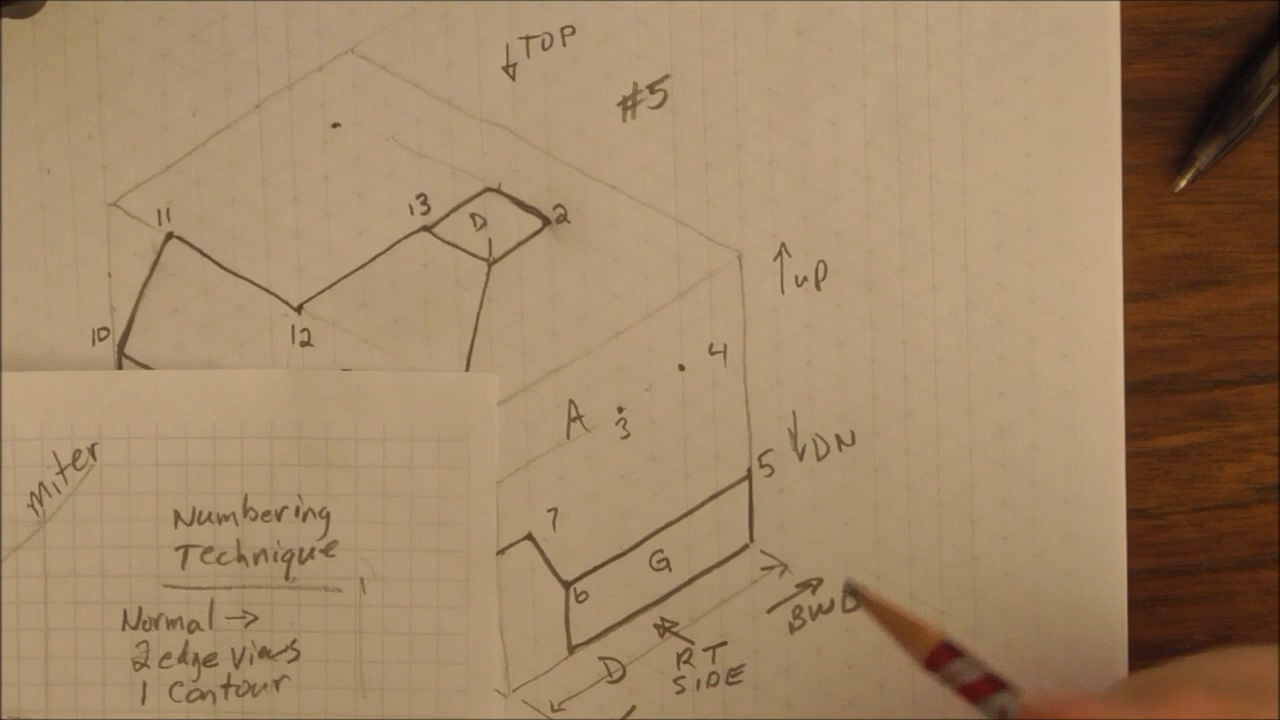 ↓ TOP
#5
11
13
D
2
1
↑ UP
10
12
4
A
3
↓ DN
5
7
G
6
BWD
RT
SIDE
D
miter
Numbering
Technique
Normal →
2 edge views
1 Contour